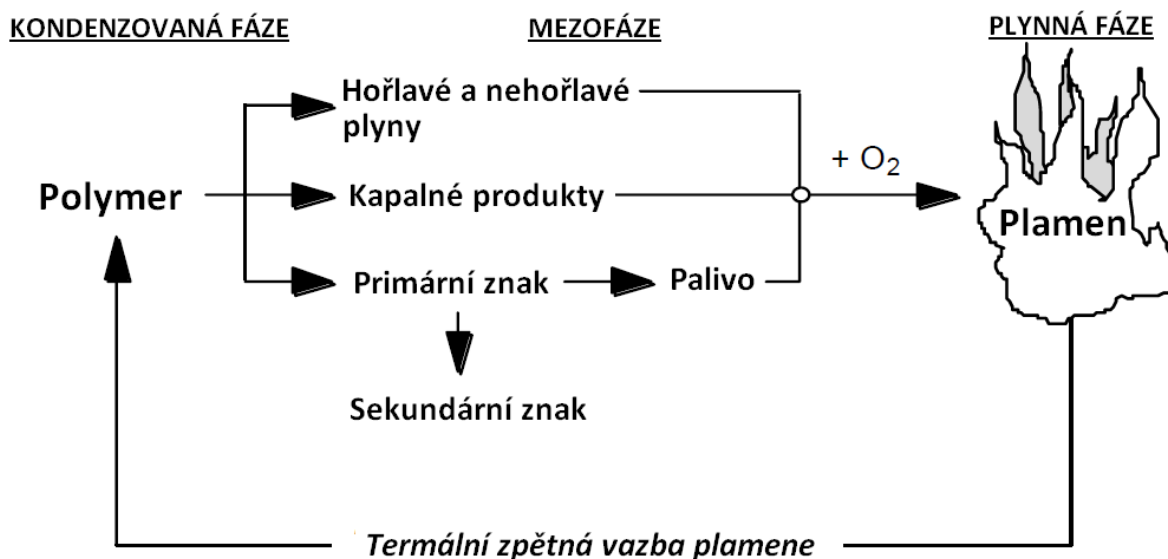 KONDENZOVANÁ FÁZE
MEZOFÁZE
PLYNNÁ FÁZE
Hořlavé a nehořlavé
plyny
+ O₂
Polymer
Kapalné produkty
Plamen
Primární znak
Palivo
Sekundární znak
Termální zpětná vazba plamene